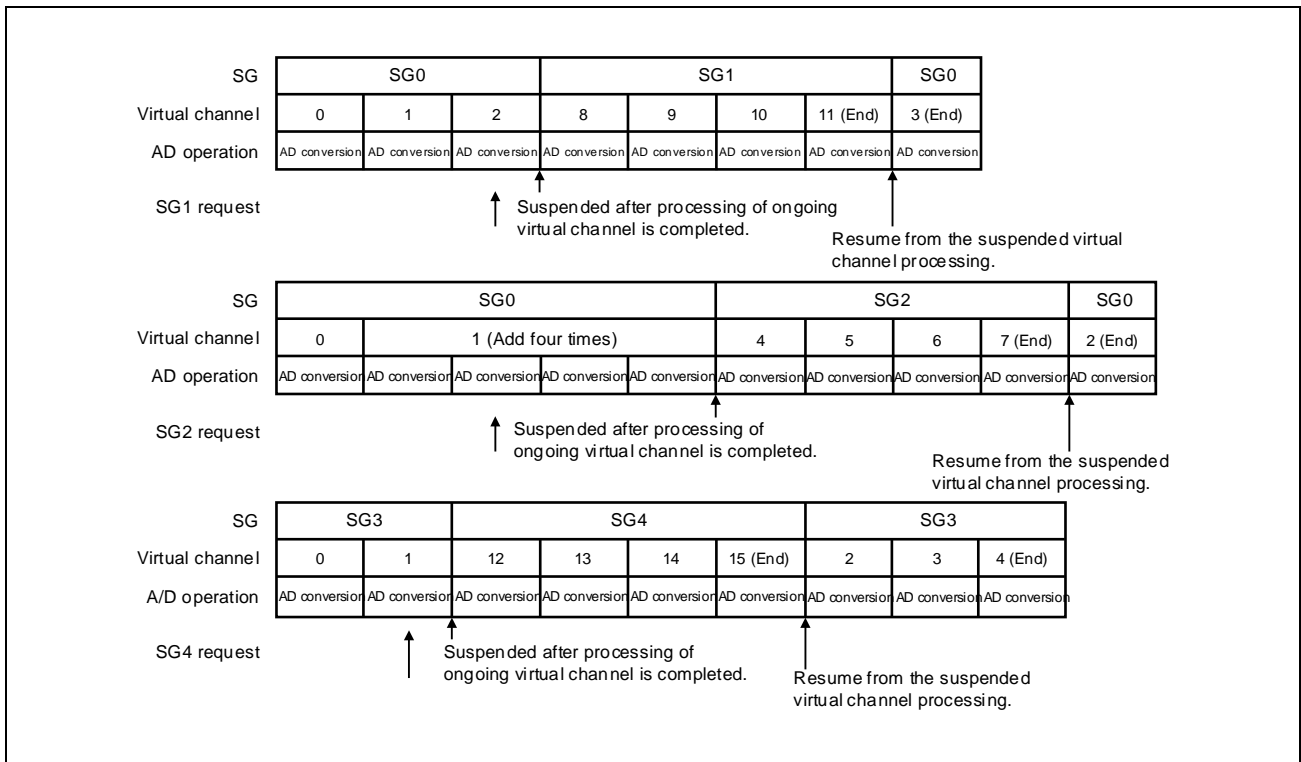 SG SG0 SG1 SG0
Virtual channel 0 1 2 8 9 10 11 (End) 3 (End)
AD operation AD conversion AD conversion AD conversion AD conversion AD conversion AD conversion AD conversion AD conversion
SG1 request
Suspended after processing of ongoing
virtual channel is completed.
Resume from the suspended virtual
channel processing.
SG SG0 SG2 SG0
Virtual channel 0 1 (Add four times) 4 5 6 7 (End) 2 (End)
AD operation AD conversion AD conversion AD conversion AD conversion AD conversion AD conversion AD conversion AD conversion AD conversion AD conversion
SG2 request
Suspended after processing of
ongoing virtual channel is completed.
Resume from the suspended
virtual channel processing.
SG SG3 SG4 SG3
Virtual channel 0 1 12 13 14 15 (End) 2 3 4 (End)
A/D operation AD conversion AD conversion AD conversion AD conversion AD conversion AD conversion AD conversion AD conversion AD conversion
SG4 request
Suspended after processing of
ongoing virtual channel is completed.
Resume from the suspended
virtual channel processing.